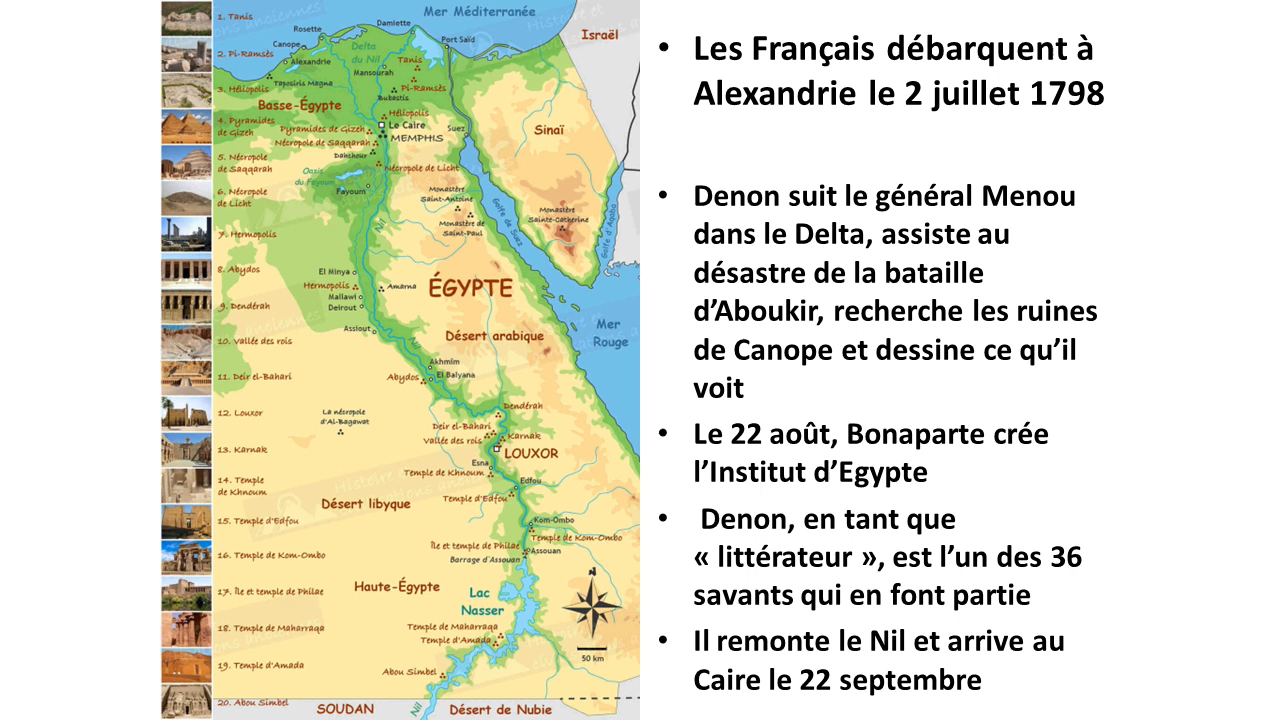 1. Tanis
2. Pi-Ramsès
3. Héliopolis
4. Pyramides
de Gizeh
5. Nécropole
de Saqqarah
6. Nécropole
de Licht
7. Hermopolis
8. Abydos
9. Dendérah
10. Vallée des rois
11. Deir el-Bahari
12. Louxor
13. Karnak
14. Temple
de Khnoum
15. Temple d'Edfou
16. Temple de Kom-Ombo
17. Île et temple de Philae
18. Temple de Maharraqa
19. Temple d'Amada
20. Abou Simbel
Mer Méditerranée
Israël
Rosette
Damiette
Port Saïd
Canope
Alexandrie
Delta
du Nil
Mansourah
Tanis
Taposiris Magna
Pi-Ramsès
Bubastis
Basse-Égypte
Héliopolis
Le Caire
Pyramides de Gizeh
MEMPHIS
Suez
Sinaï
Nécropole de Saqqarah
Dahchour
Nécropole de Licht
Oasis
du Fayoum
Fayoum
Monastère
Saint-Antoine
Monastère de
Saint-Paul
Monastère
Sainte-Catherine
Golfe de Suez
Golfe d'Aqaba
Nil
El Minya
Hermopolis
Amarna
Mallawi
Deirout
ÉGYPTE
Assiout
Mer
Rouge
Désert arabique
Nil
Akhmîm
Abydos
El Balyana
La nécropole
d'Al-Bagawat
Dendérah
Deir el-Bahari
Vallée des rois
Karnak
LOUXOR
Esna
Temple de Khnoum
Edfou
Temple d'Edfou
Désert libyque
Kom-Ombo
Temple de Kom-Ombo
Île et temple de Philae
Assouan
Barrage d'Assouan
Haute-Égypte
Lac
Nasser
N
Temple de Maharraqa
Temple d'Amada
50 km
Abou Simbel
SOUDAN
Nil
Désert de Nubie
• Les Français débarquent à
Alexandrie le 2 juillet 1798
• Denon suit le général Menou
dans le Delta, assiste au
désastre de la bataille
d’Aboukir, recherche les ruines
de Canope et dessine ce qu’il
voit
• Le 22 août, Bonaparte crée
l’Institut d’Egypte
• Denon, en tant que
« littérateur », est l’un des 36
savants qui en font partie
• Il remonte le Nil et arrive au
Caire le 22 septembre